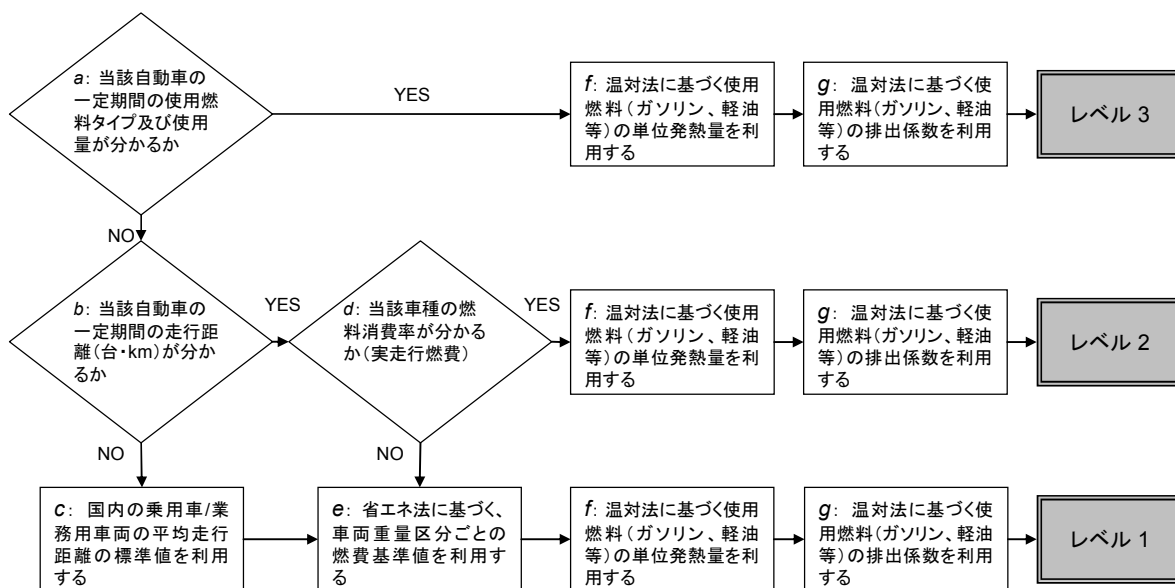 a: 当該自動車の
一定期間の使用燃
料タイプ及び使用
量が分かるか
YES
f: 温対法に基づく使用
燃料(ガソリン、軽油
等)の単位発熱量を利
用する
g: 温対法に基づく使
用燃料(ガソリン、軽油
等)の排出係数を利用
する
レベル 3
NO
b: 当該自動車の
一定期間の走行距
離(台・km)が分か
るか
YES
d: 当該車種の燃
料消費率が分かる
か(実走行燃費)
YES
f: 温対法に基づく使用
燃料(ガソリン、軽油
等)の単位発熱量を利
用する
g: 温対法に基づく使
用燃料(ガソリン、軽油
等)の排出係数を利用
する
レベル 2
NO
NO
c: 国内の乗用車/業
務用車両の平均走行
距離の標準値を利用
する
e: 省エネ法に基づく、
車両重量区分ごとの
燃費基準値を利用す
る
f: 温対法に基づく使用
燃料(ガソリン、軽油
等)の単位発熱量を利
用する
g: 温対法に基づく使
用燃料(ガソリン、軽油
等)の排出係数を利用
する
レベル 1